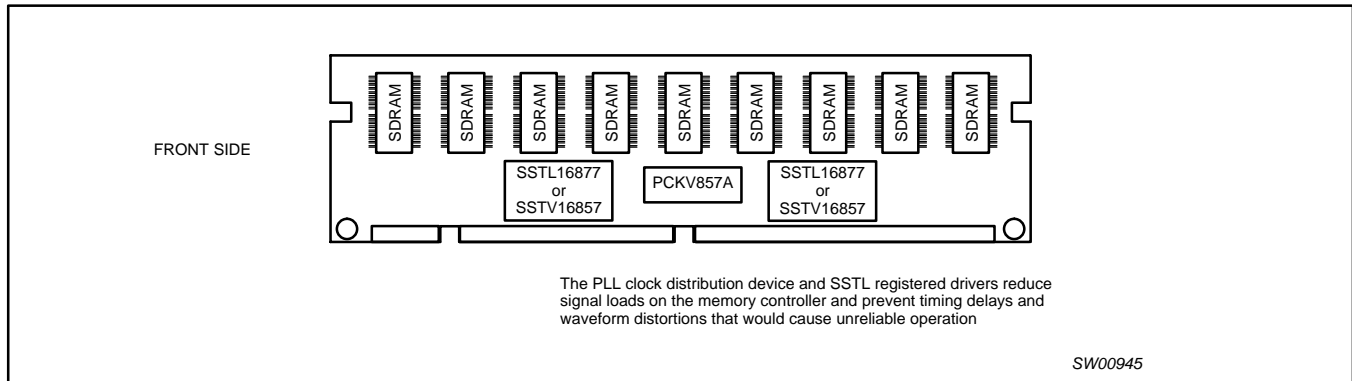 SDRAM
SDRAM
SDRAM
SDRAM
SDRAM
SDRAM
SDRAM
SDRAM
SDRAM
FRONT SIDE
SSTL16877
or
SSTV16857
PCKV857A
SSTL16877
or
SSTV16857
The PLL clock distribution device and SSTL registered drivers reduce
signal loads on the memory controller and prevent timing delays and
waveform distortions that would cause unreliable operation
SW00945